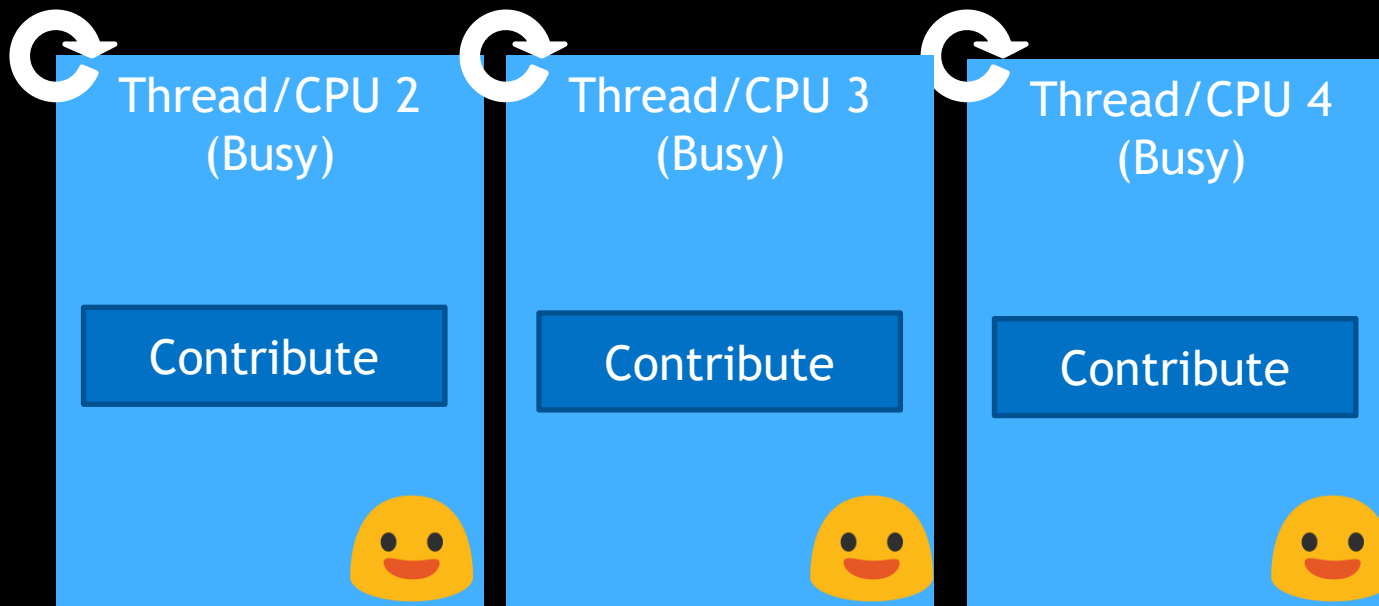 Thread/CPU 2
(Busy)
Contribute
Thread/CPU 3
(Busy)
Contribute
Thread/CPU 4
(Busy)
Contribute